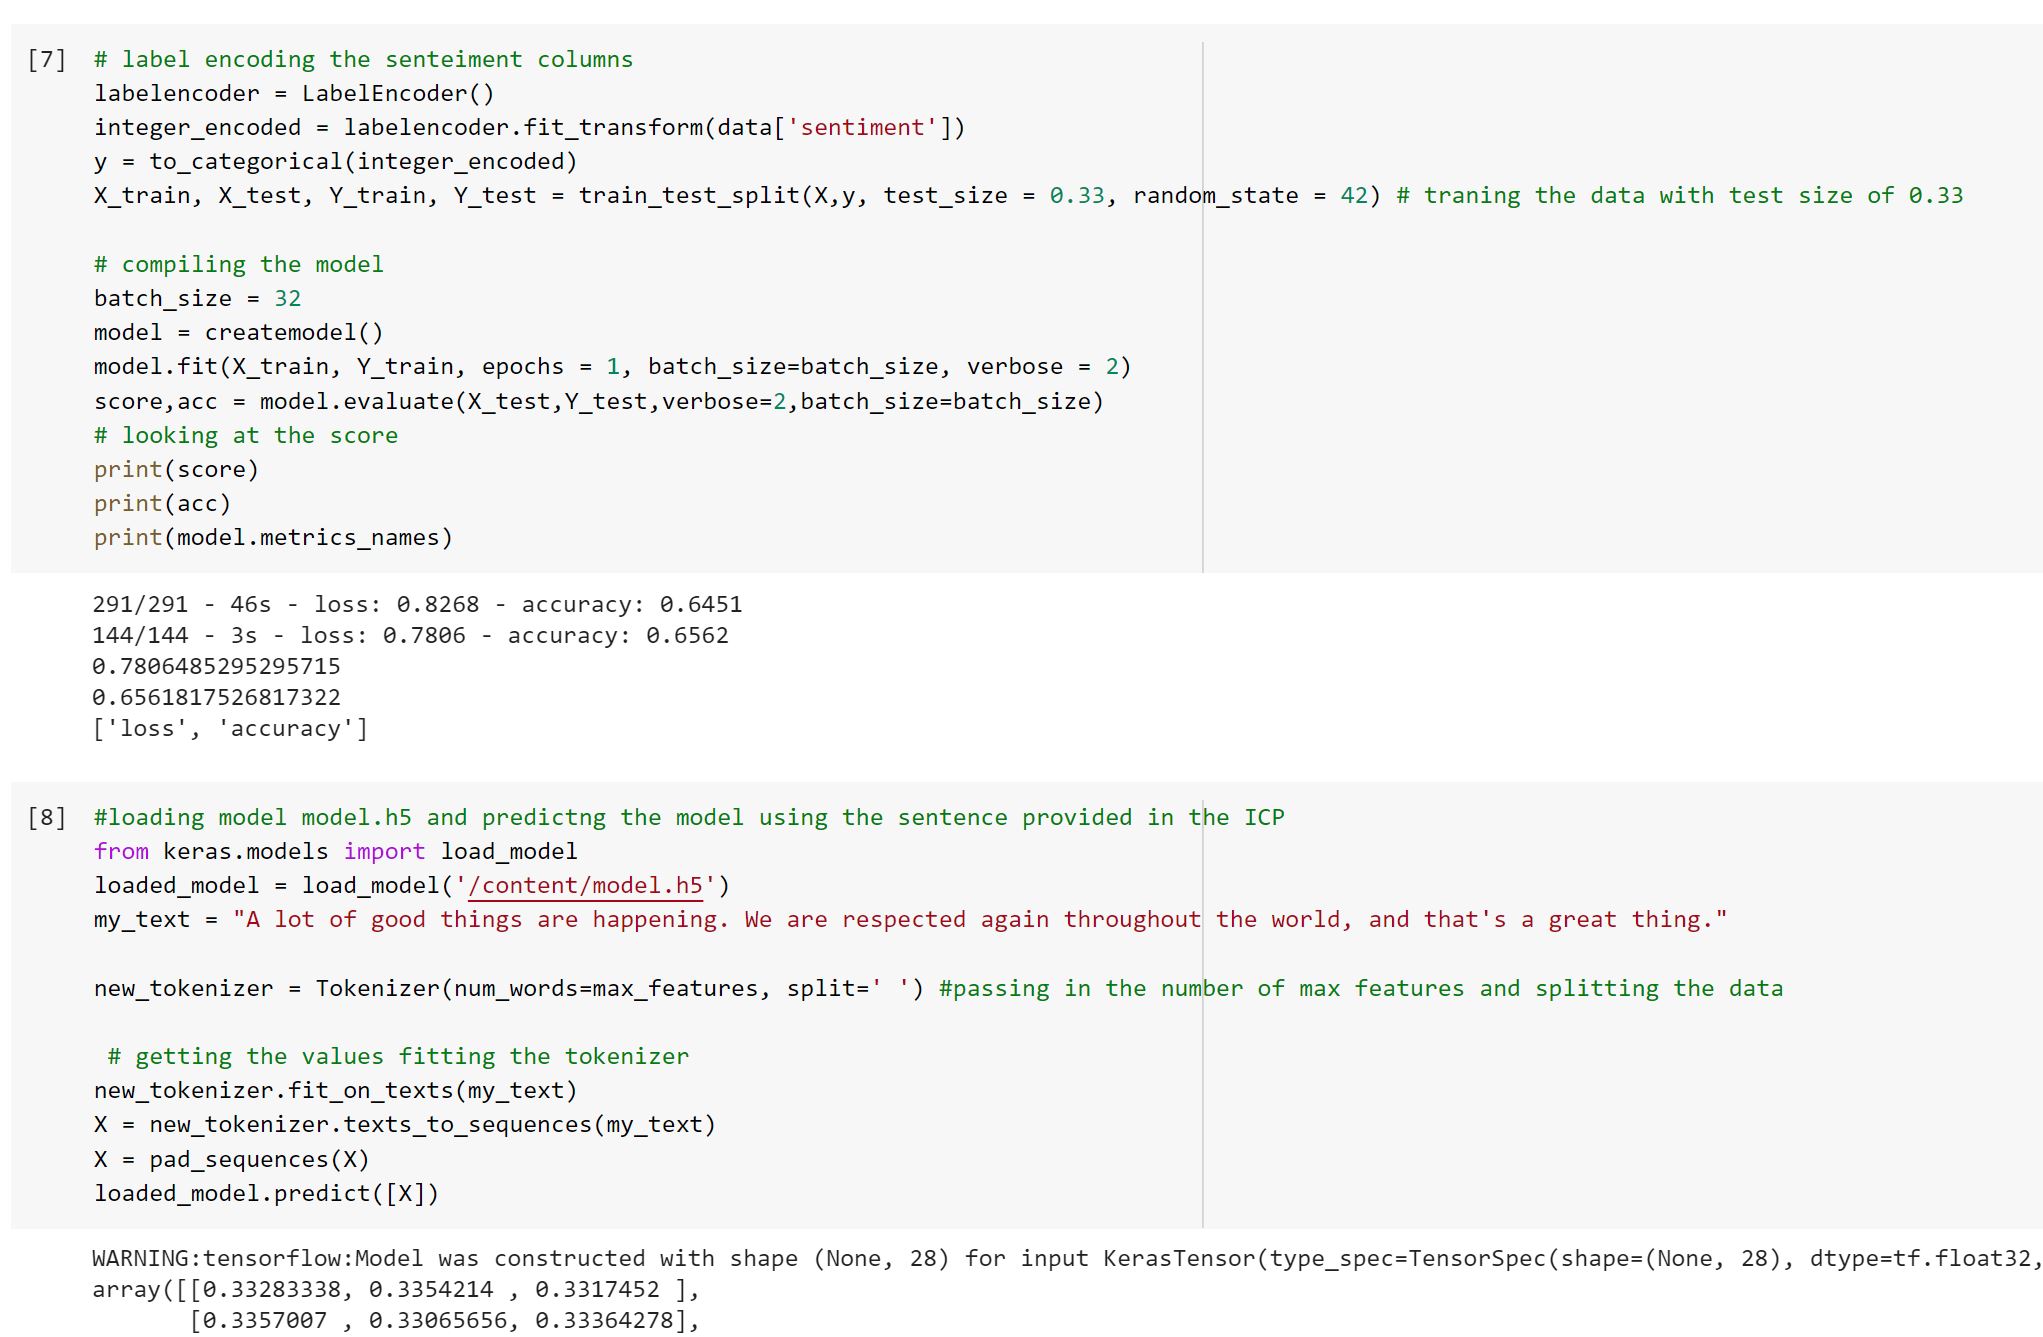 [7] # label encoding the senteiment columns
labelencoder = LabelEncoder()
integer_encoded = labelencoder.fit_transform(data['sentiment'])
y = to_categorical(integer_encoded)
X_train, X_test, Y_train, Y_test = train_test_split(X,y, test_size = 0.33, random_state = 42) # traning the data with test size of 0.33
# compiling the model
batch_size = 32
model = createmodel()
model.fit(X_train, Y_train, epochs = 1, batch_size=batch_size, verbose = 2)
score,acc = model.evaluate(X_test,Y_test,verbose=2,batch_size=batch_size)
# looking at the score
print(score)
print(acc)
print(model.metrics_names)
291/291 - 46s - loss: 0.8268 - accuracy: 0.6451
144/144 - 3s - loss: 0.7806 - accuracy: 0.6562
0.7806485295295715
0.6561817526817322
['loss', 'accuracy']
[8] #loading model model.h5 and predictng the model using the sentence provided in the ICP
from keras.models import load_model
loaded_model = load_model('/content/model.h5')
my_text = "A lot of good things are happening. We are respected again throughout the world, and that's a great thing."
new_tokenizer = Tokenizer(num_words=max_features, split=' ') #passing in the number of max features and splitting the data
# getting the values fitting the tokenizer
new_tokenizer.fit_on_texts(my_text)
X = new_tokenizer.texts_to_sequences(my_text)
X = pad_sequences(X)
loaded_model.predict([X])
WARNING:tensorflow:Model was constructed with shape (None, 28) for input KerasTensor(type_spec=TensorSpec(shape=(None, 28), dtype=tf.float32,
array([[0.33283338, 0.3354214 , 0.3317452 ],
[0.3357007 , 0.33065656, 0.33364278],